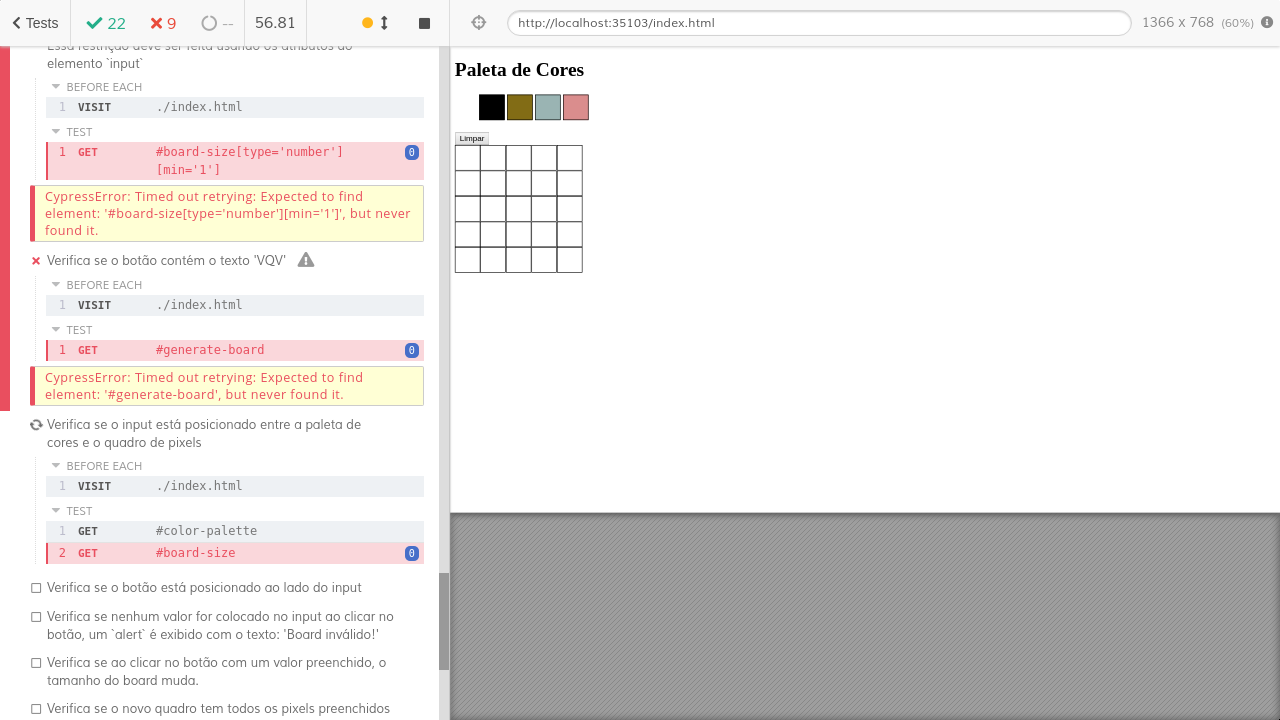 Tests
22
9
--
56.81
http://localhost:35103/index.html
1366 x 768 (60%)
Essa restrição deve ser feita usando os atributos do
elemento `input`
BEFORE EACH
1 VISIT ./index.html
TEST
1 GET #board-size[type='number']
[min='1']
0
CypressError: Timed out retrying: Expected to find
element: '#board-size[type='number'][min='1']', but never
found it.
Verifica se o botão contém o texto 'VQV'
BEFORE EACH
1 VISIT ./index.html
TEST
1 GET #generate-board 0
CypressError: Timed out retrying: Expected to find
element: '#generate-board', but never found it.
Verifica se o input está posicionado entre a paleta de
cores e o quadro de pixels
BEFORE EACH
1 VISIT ./index.html
TEST
1 GET #color-palette
2 GET #board-size 0
Verifica se o botão está posicionado ao lado do input
Verifica se nenhum valor for colocado no input ao clicar no
botão, um `alert` é exibido com o texto: 'Board inválido!'
Verifica se ao clicar no botão com um valor preenchido, o
tamanho do board muda.
Verifica se o novo quadro tem todos os pixels preenchidos
Paleta de Cores
Limpar